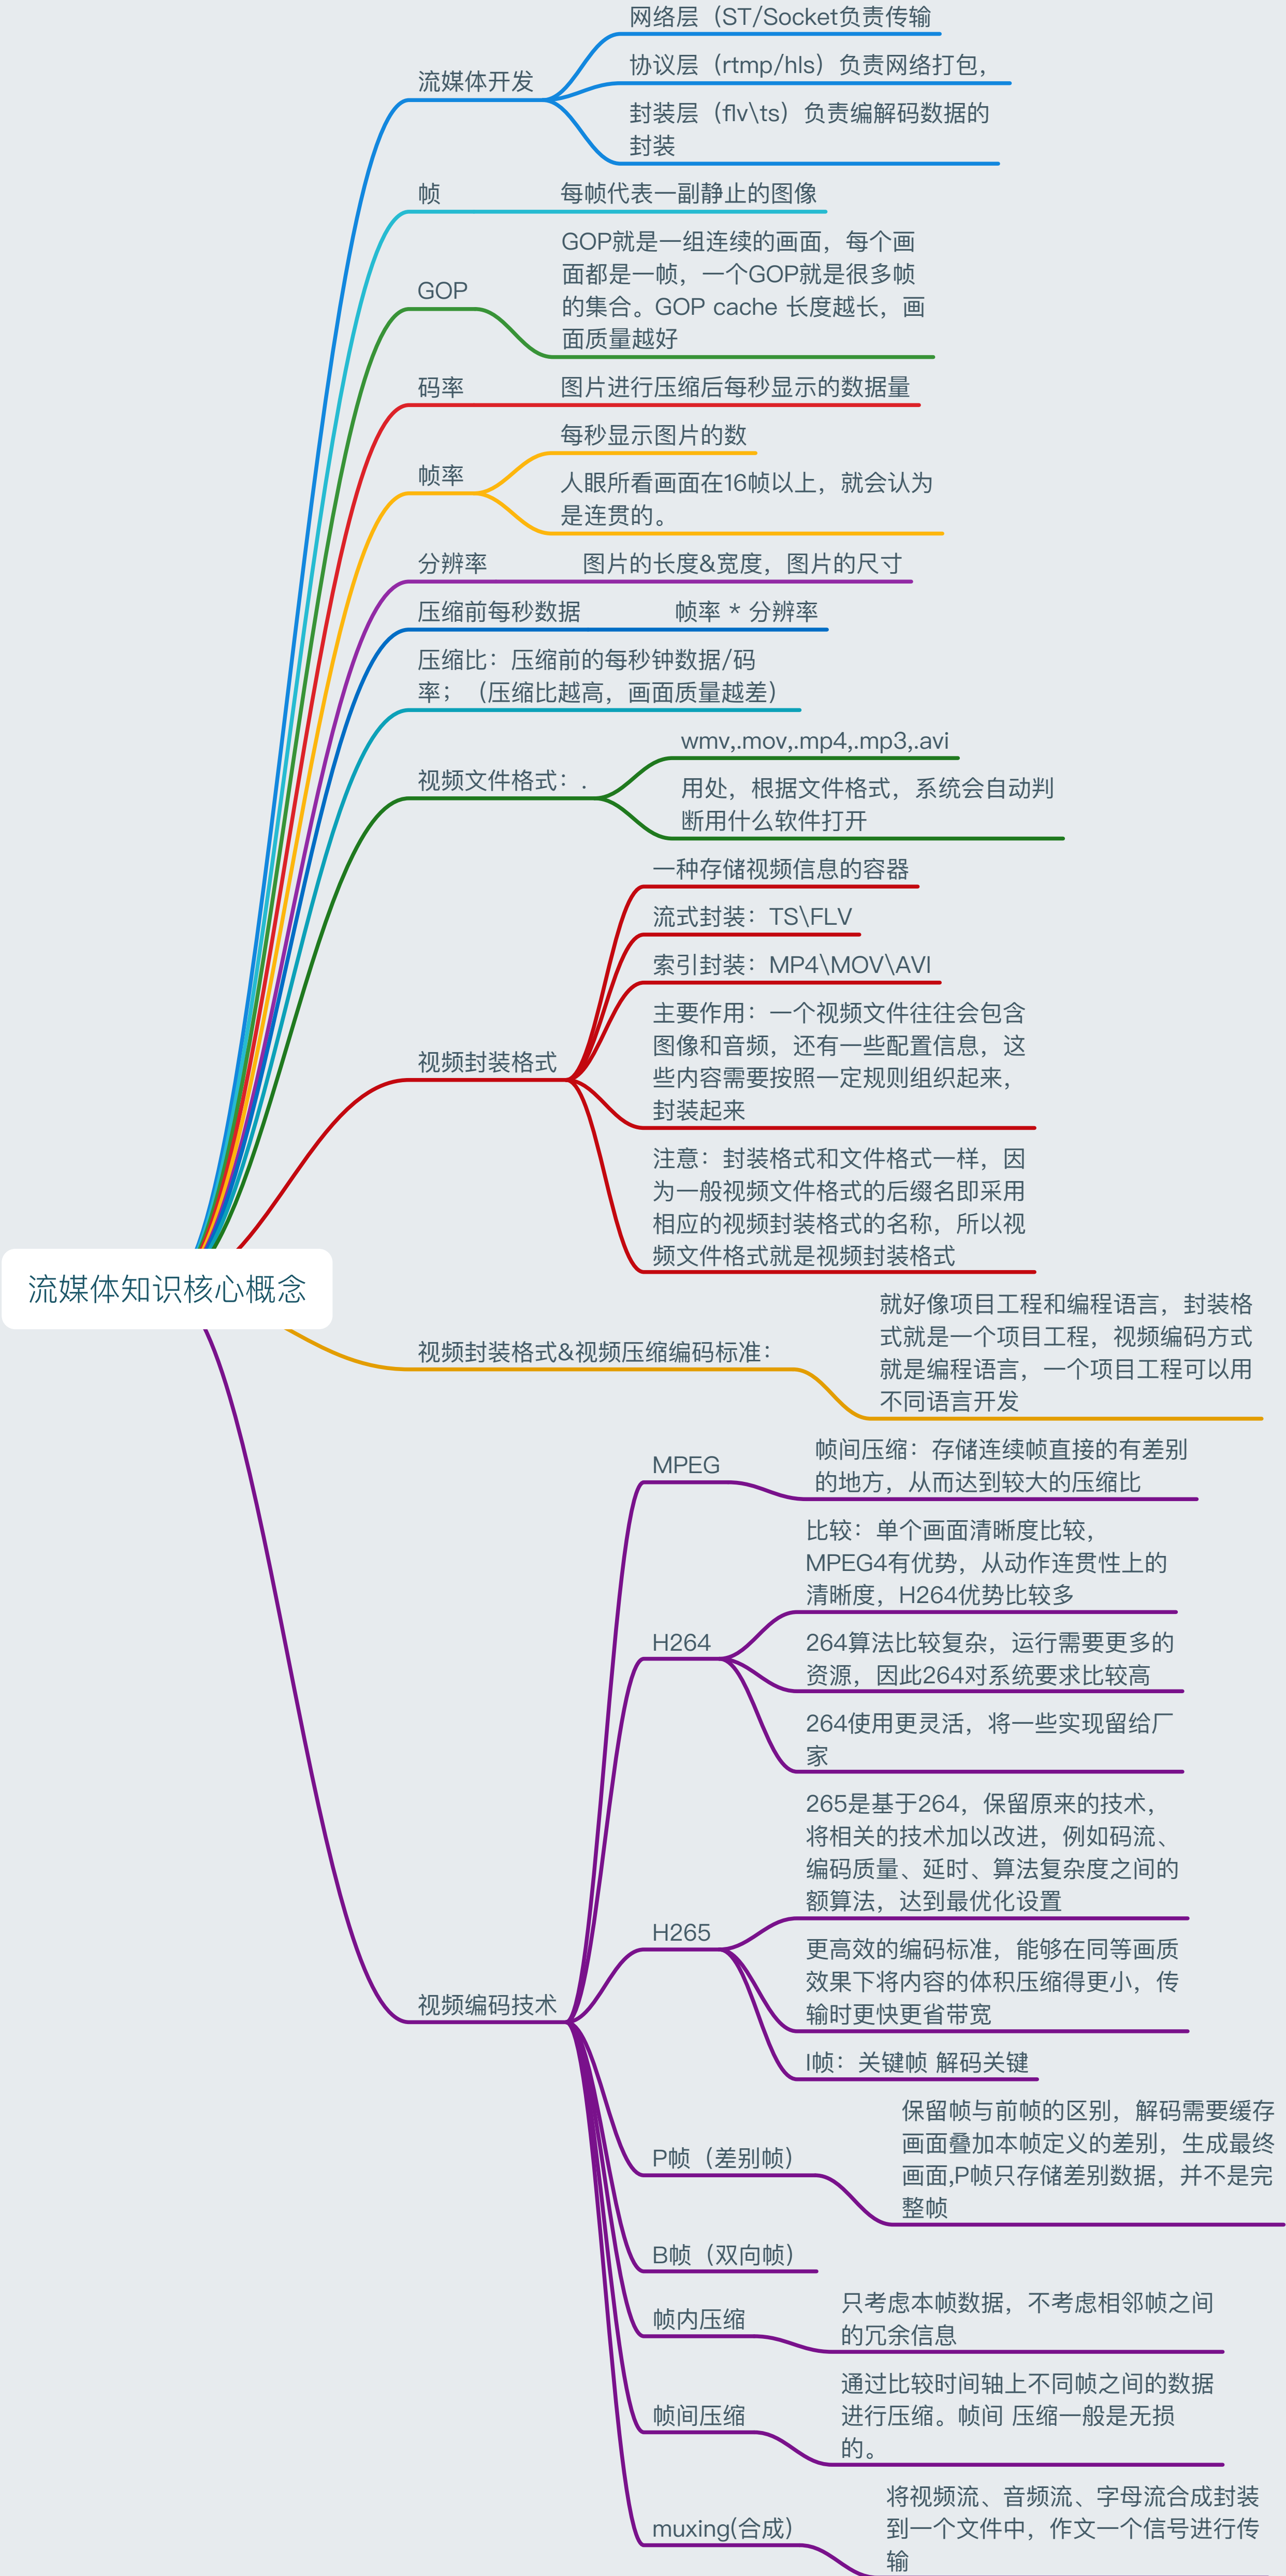 网络层（ST/Socket负责传输
协议层（rtmp/hls）负责网络打包，
流媒体开发
封装层（flv\ts）负责编解码数据的
封装
帧
每帧代表一副静止的图像
GOP
GOP就是一组连续的画面，每个画
面都是一帧，一个GOP就是很多帧
的集合。GOP cache 长度越长，画
面质量越好
码率
图片进行压缩后每秒显示的数据量
帧率
每秒显示图片的数
人眼所看画面在16帧以上，就会认为
是连贯的。
分辨率
图片的长度&宽度，图片的尺寸
压缩前每秒数据
帧率 * 分辨率
压缩比：压缩前的每秒钟数据/码
率；（压缩比越高，画面质量越差）
视频文件格式：.
wmv,.mov,.mp4,.mp3,.avi
用处，根据文件格式，系统会自动判
断用什么软件打开
视频封装格式
一种存储视频信息的容器
流式封装：TS\FLV
索引封装：MP4\MOV\AVI
主要作用：一个视频文件往往会包含
图像和音频，还有一些配置信息，这
些内容需要按照一定规则组织起来，
封装起来
注意：封装格式和文件格式一样，因
为一般视频文件格式的后缀名即采用
相应的视频封装格式的名称，所以视
频文件格式就是视频封装格式
流媒体知识核心概念
视频封装格式&视频压缩编码标准：
就好像项目工程和编程语言，封装格
式就是一个项目工程，视频编码方式
就是编程语言，一个项目工程可以用
不同语言开发
视频编码技术
MPEG
帧间压缩：存储连续帧直接的有差别
的地方，从而达到较大的压缩比
H264
比较：单个画面清晰度比较，
MPEG4有优势，从动作连贯性上的
清晰度，H264优势比较多
264算法比较复杂，运行需要更多的
资源，因此264对系统要求比较高
264使用更灵活，将一些实现留给厂
家
H265
265是基于264，保留原来的技术，
将相关的技术加以改进，例如码流、
编码质量、延时、算法复杂度之间的
额算法，达到最优化设置
更高效的编码标准，能够在同等画质
效果下将内容的体积压缩得更小，传
输时更快更省带宽
I帧：关键帧 解码关键
P帧（差别帧）
保留帧与前帧的区别，解码需要缓存
画面叠加本帧定义的差别，生成最终
画面,P帧只存储差别数据，并不是完
整帧
B帧（双向帧）
帧内压缩
只考虑本帧数据，不考虑相邻帧之间
的冗余信息
帧间压缩
通过比较时间轴上不同帧之间的数据
进行压缩。帧间 压缩一般是无损
的。
muxing(合成）
将视频流、音频流、字母流合成封装
到一个文件中，作文一个信号进行传
输